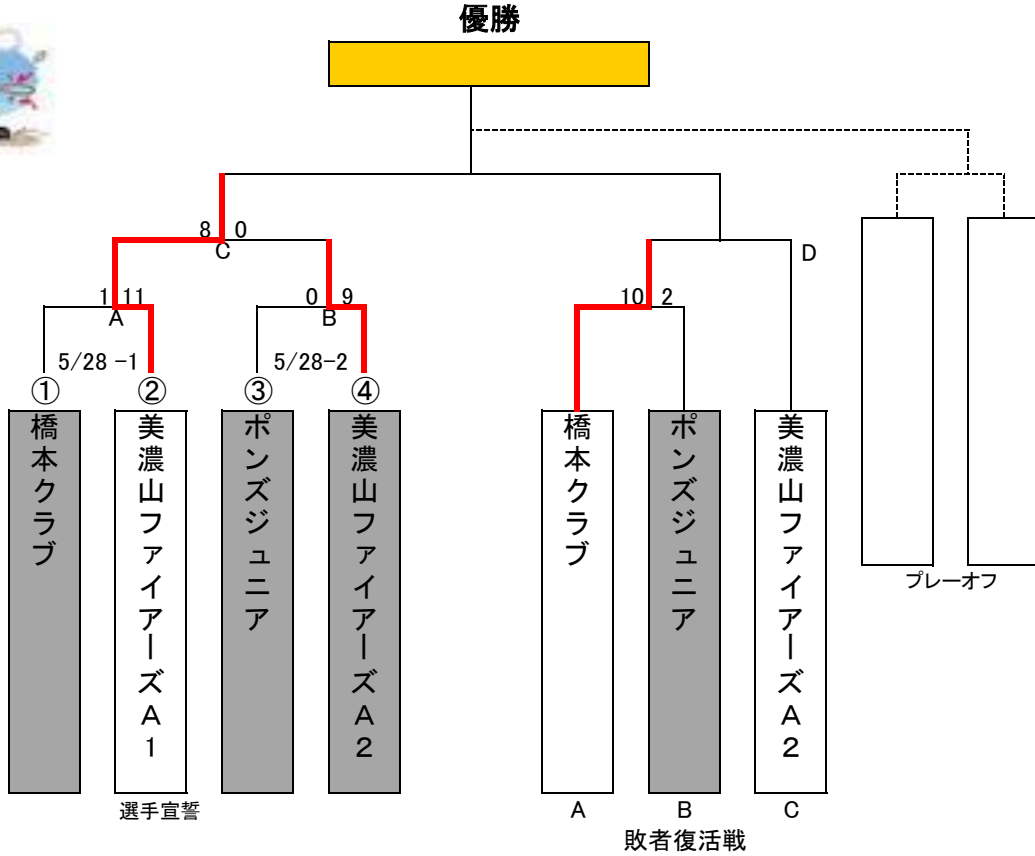 優勝
8 0
C
D
1 11
A
0 9
B
10 2
5/28 -1
5/28-2
①
②
③
④
橋本クラブ
美濃山ファイアーズA1
ポンズジュニア
美濃山ファイアーズA2
橋本クラブ
ポンズジュニア
美濃山ファイアーズA2
プレーオフ
選手宣誓
A
B
C
敗者復活戦